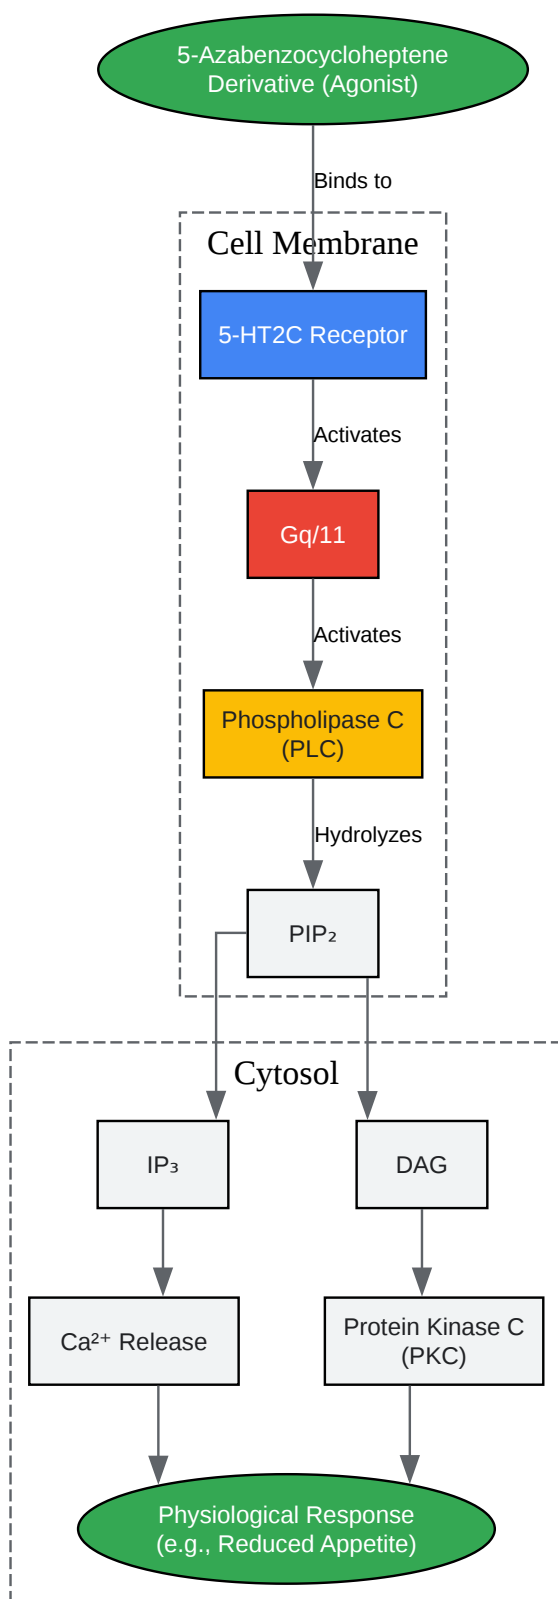 5-Azabenzocycloheptene
Derivative (Agonist)
Binds to
Cell Membrane
5-HT2C Receptor
Activates
Gq/11
Activates
Phospholipase C
(PLC)
Hydrolyzes
PIP₂
Cytosol
IP₃
DAG
Ca²⁺ Release
Protein Kinase C
(PKC)
Physiological Response
(e.g., Reduced Appetite)